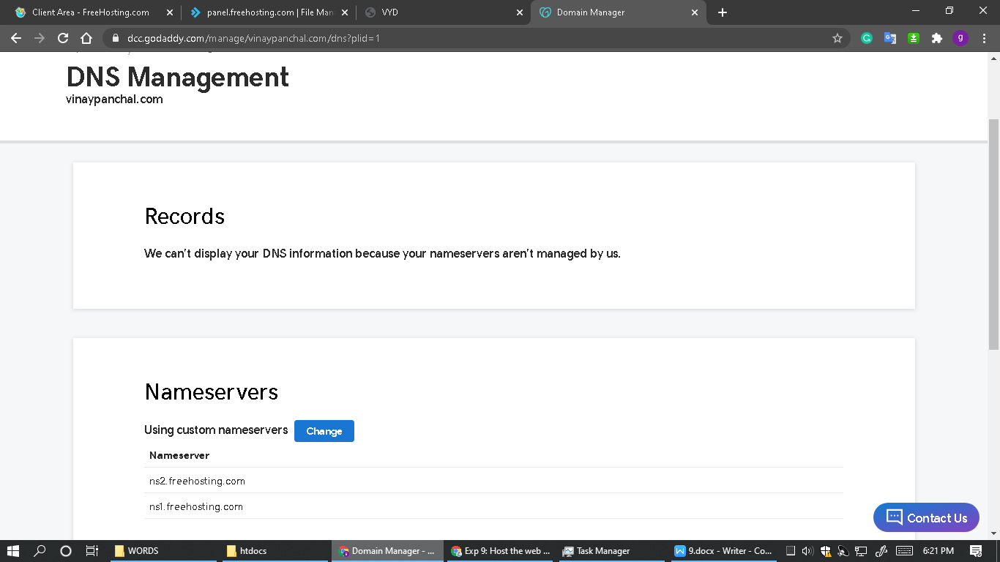 Client Area - FreeHosting.com
panel.freehosting.com | File Man
VYD
Domain Manager
dcc.godaddy.com/manage/vinaypanchal.com/dns?plid=1
g
DNS Management
vinaypanchal.com
Records
We can't display your DNS information because your nameservers aren't managed by us.
Nameservers
Using custom nameservers
Change
Nameserver
ns2.freehosting.com
ns1.freehosting.com
Contact Us
WORDS
htdocs
Domain Manager - ...
Exp 9: Host the web ...
Task Manager
9.docx - Writer - Co...
6:21 PM